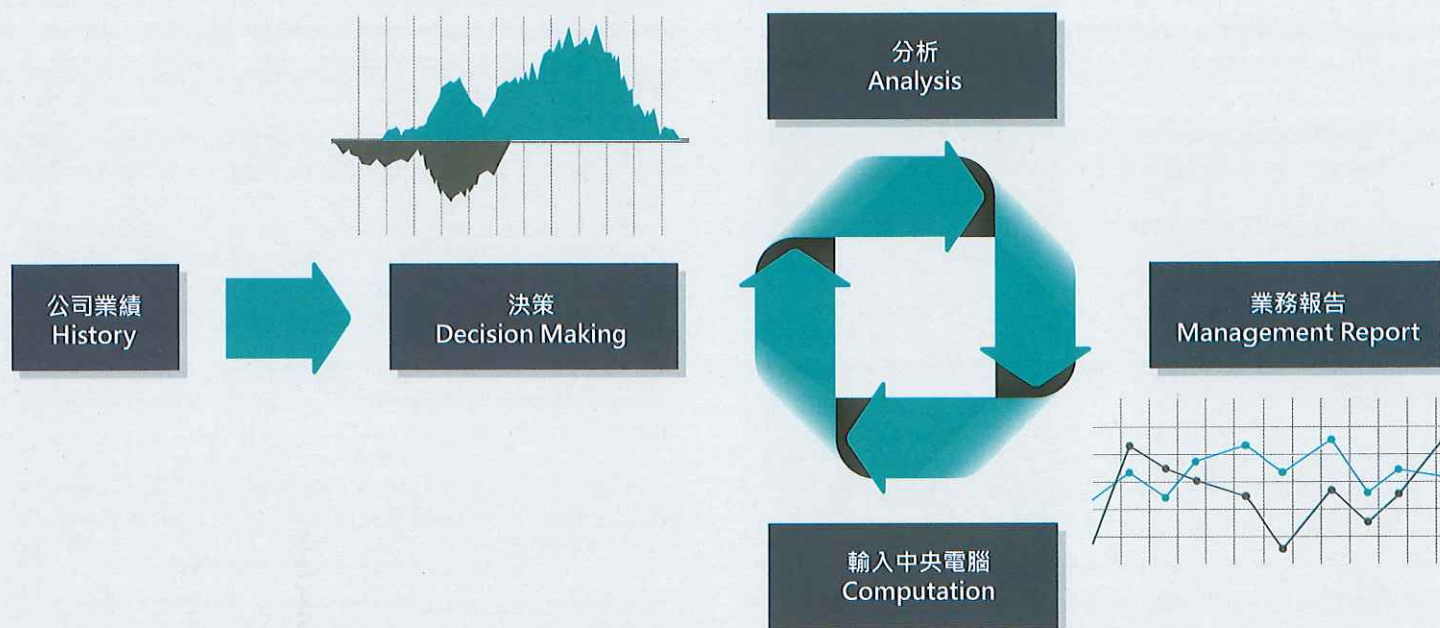 分析
Analysis
公司業績
History
決策
Decision Making
業務報告
Management Report
輸入中央電腦
Computation